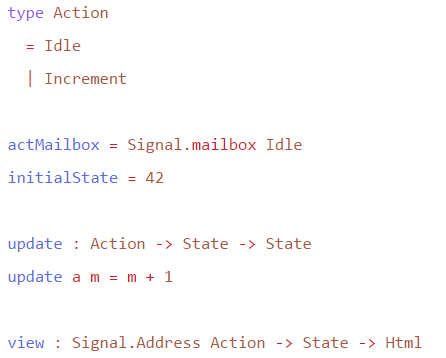 type Action
  = Idle
  | Increment

actMailbox = Signal.mailbox Idle
initialState = 42

update : Action -> State -> State
update a m = m + 1

view : Signal.Address Action -> State -> Html